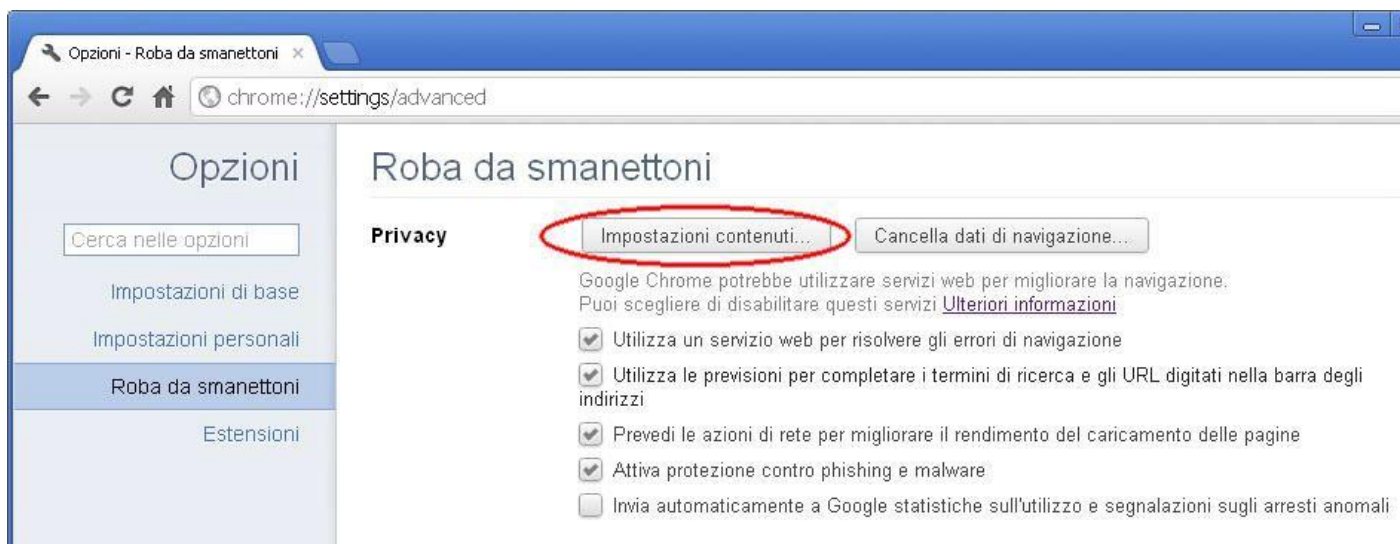 Opzioni - Roba da smanettoni
chrome://settings/advanced
Opzioni
Cerca nelle opzioni
Impostazioni di base
Impostazioni personali
Roba da smanettoni
Estensioni
Roba da smanettoni
Privacy
Impostazioni contenuti...
Cancella dati di navigazione...
Google Chrome potrebbe utilizzare servizi web per migliorare la navigazione.
Puoi scegliere di disabilitare questi servizi Ulteriori informazioni
Utilizza un servizio web per risolvere gli errori di navigazione
Utilizza le previsioni per completare i termini di ricerca e gli URL digitati nella barra degli
indirizzi
Prevedi le azioni di rete per migliorare il rendimento del caricamento delle pagine
Attiva protezione contro phishing e malware
Invia automaticamente a Google statistiche sull'utilizzo e segnalazioni sugli arresti anomali